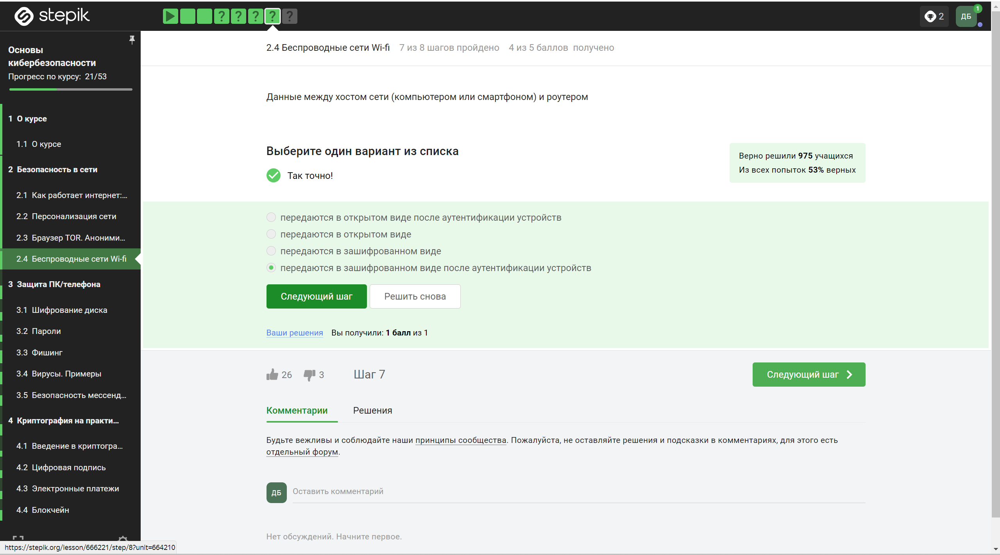 stepik
? ? ? ? ?
2
ДБ
1
Основы
кибербезопасности
Прогресс по курсу: 21/53
1 О курсе
1.1 О курсе
2 Безопасность в сети
2.1 Как работает интернет:...
2.2 Персонализация сети
2.3 Браузер TOR. Аноними...
2.4 Беспроводные сети Wi-fi
3 Защита ПК/телефона
3.1 Шифрование диска
3.2 Пароли
3.3 Фишинг
3.4 Вирусы. Примеры
3.5 Безопасность мессенд...
4 Криптография на практи...
4.1 Введение в криптогра...
4.2 Цифровая подпись
4.3 Электронные платежи
4.4 Блокчейн
2.4 Беспроводные сети Wi-fi 7 из 8 шагов пройдено 4 из 5 баллов получено
Данные между хостом сети (компьютером или смартфоном) и роутером
Выберите один вариант из списка
Так точно!
Верно решили 975 учащихся
Из всех попыток 53% верных
передаются в открытом виде после аутентификации устройств
передаются в открытом виде
передаются в зашифрованном виде
передаются в зашифрованном виде после аутентификации устройств
Следующий шаг Решить снова
Ваши решения Вы получили: 1 балл из 1
26 3 Шаг 7 Следующий шаг
Комментарии Решения
Будьте вежливы и соблюдайте наши принципы сообщества. Пожалуйста, не оставляйте решения и подсказки в комментариях, для этого есть
отдельный форум.
ДБ Оставить комментарий
Нет обсуждений. Начните первое.
https://stepik.org/lesson/666221/step/8?unit=664210